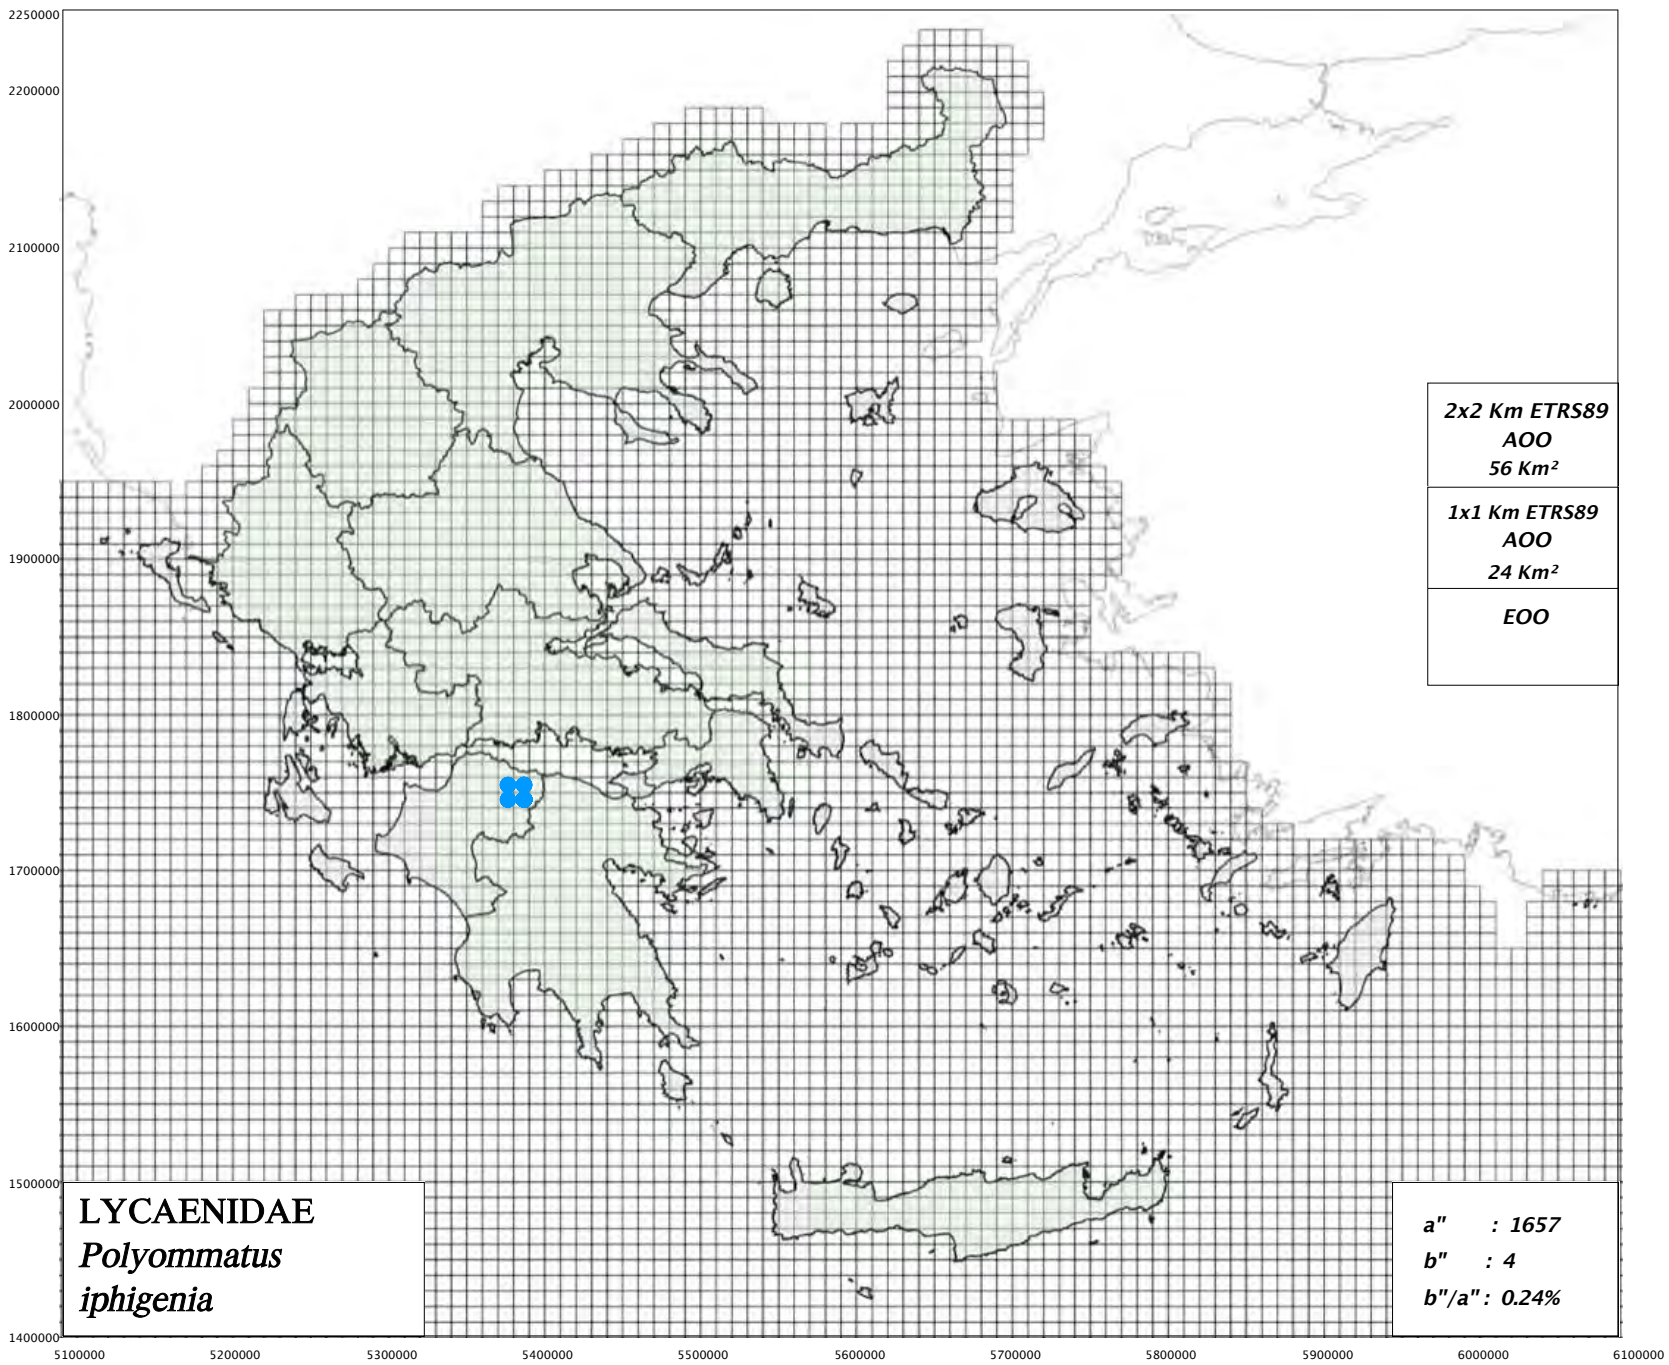 2250000
2200000
2100000
2000000
1900000
1800000
1700000
1600000
1500000
1400000
2x2 Km ETRS89
AOO
56 Km²
1x1 Km ETRS89
AOO
24 Km²
EOO
LYCAENIDAE
Polyommatus
iphigenia
a" : 1657
b" : 4
b"/a" : 0.24%
5100000 5200000 5300000 5400000 5500000 5600000 5700000 5800000 5900000 6000000 6100000